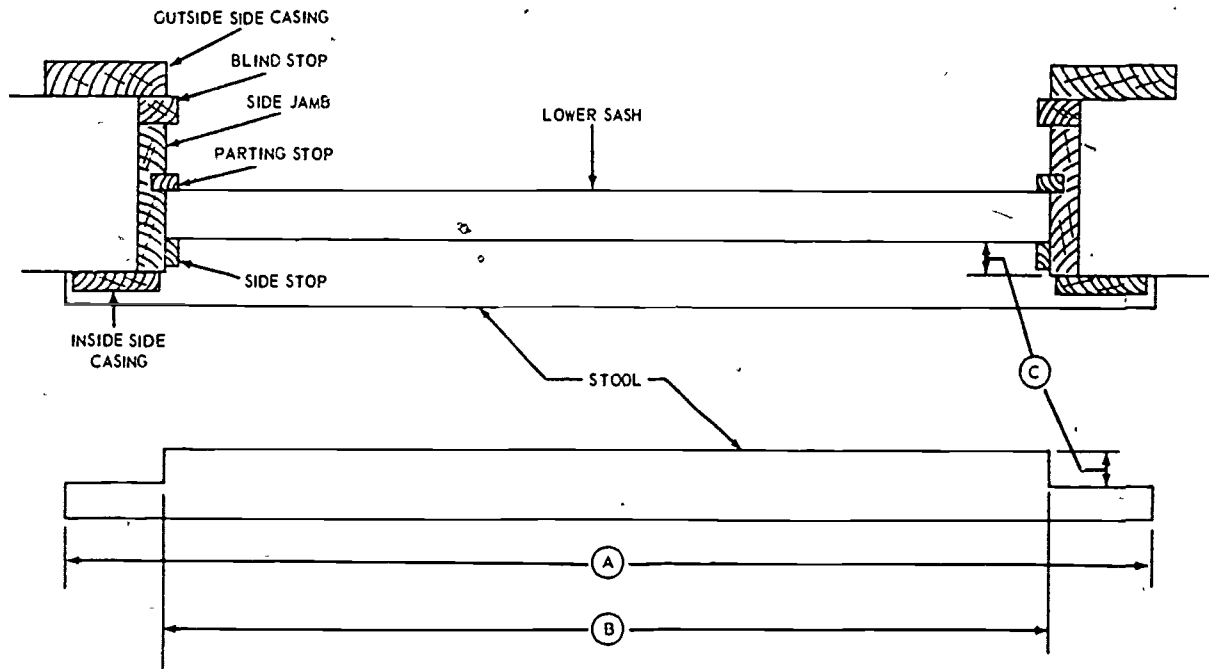 OUTSIDE SIDE CASING
BLIND STOP
SIDE JAMB
PARTING STOP
LOWER SASH
SIDE STOP
INSIDE SIDE
CASING
C
STOOL
A
B